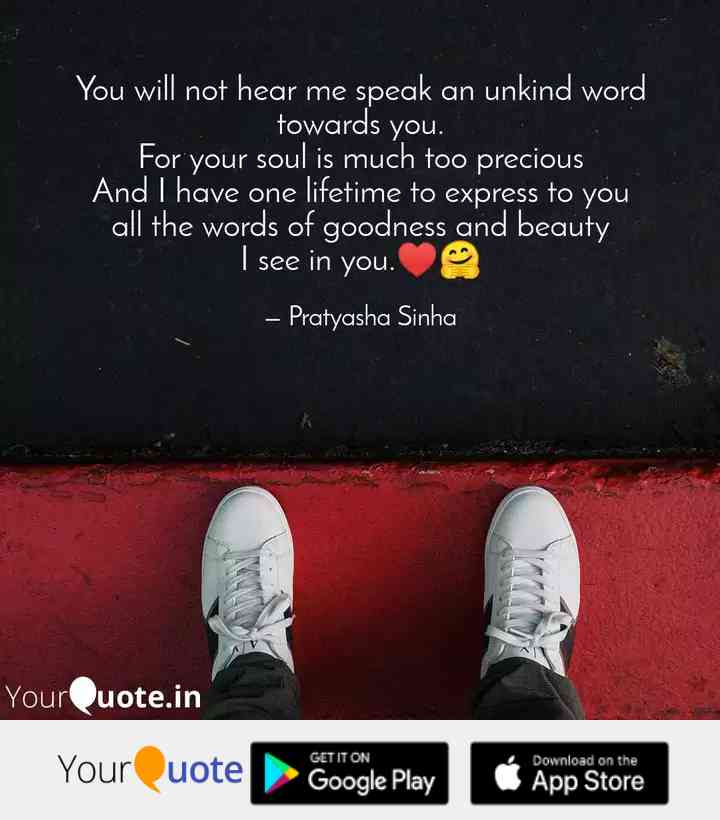 You will not hear me speak an unkind word
towards you.
For your soul is much too precious
And I have one lifetime to express to you
all the words of goodness and beauty
I see in you.❤️🤗
– Pratyasha Sinha
YourQuote.in
YourQuote
GET IT ON
Google Play
Download on the
App Store